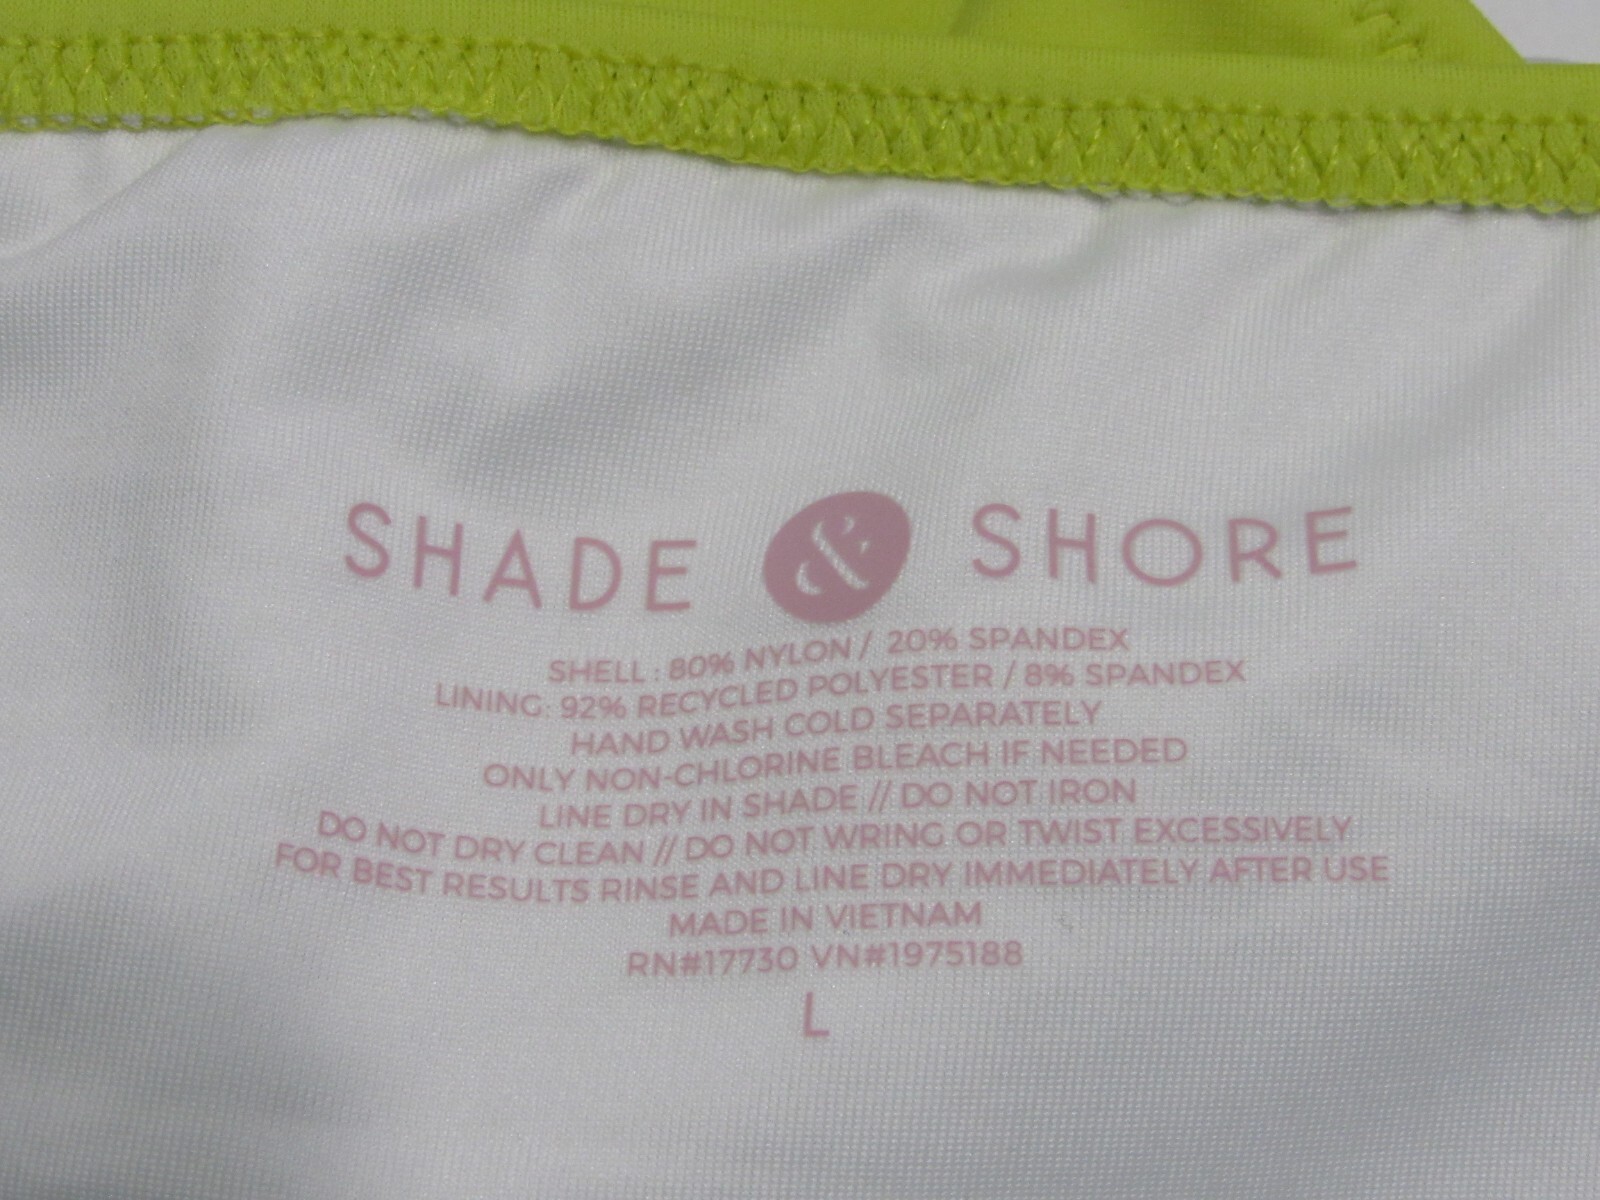 SHADE & SHORE
SHELL : 80% NYLON / 20% SPANDEX
LINING: 92% RECYCLED POLYESTER / 8% SPANDEX
HAND WASH COLD SEPARATELY
ONLY NON-CHLORINE BLEACH IF NEEDED
LINE DRY IN SHADE // DO NOT IRON
DO NOT DRY CLEAN // DO NOT WRING OR TWIST EXCESSIVELY
FOR BEST RESULTS RINSE AND LINE DRY IMMEDIATELY AFTER USE
MADE IN VIETNAM
RN#17730 VN#1975188
L